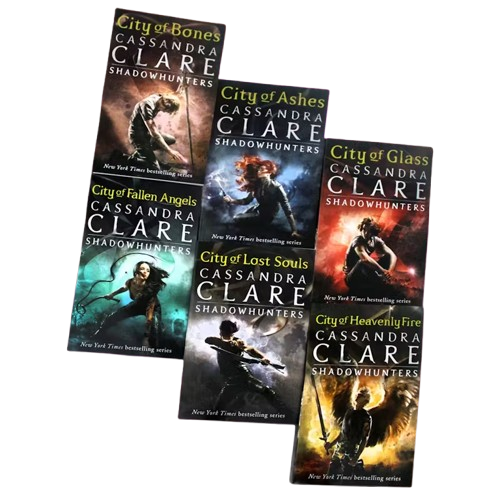 City of Bones
CASSANDRA
CLARE
SHADOWHUNTERS
New York Times bestselling series
City of Ashes
CASSANDRA
CLARE
SHADOWHUNTERS
New York Times bestselling series
City of Glass
CASSANDRA
CLARE
SHADOWHUNTERS
New York Times bestselling series
City of Fallen Angels
CASSANDRA
CLARE
SHADOWHUNTERS
New York Times bestselling series
City of Lost Souls
CASSANDRA
CLARE
SHADOWHUNTERS
New York Times bestselling series
City of Heavenly Fire
CASSANDRA
CLARE
SHADOWHUNTERS
New York Times bestselling series